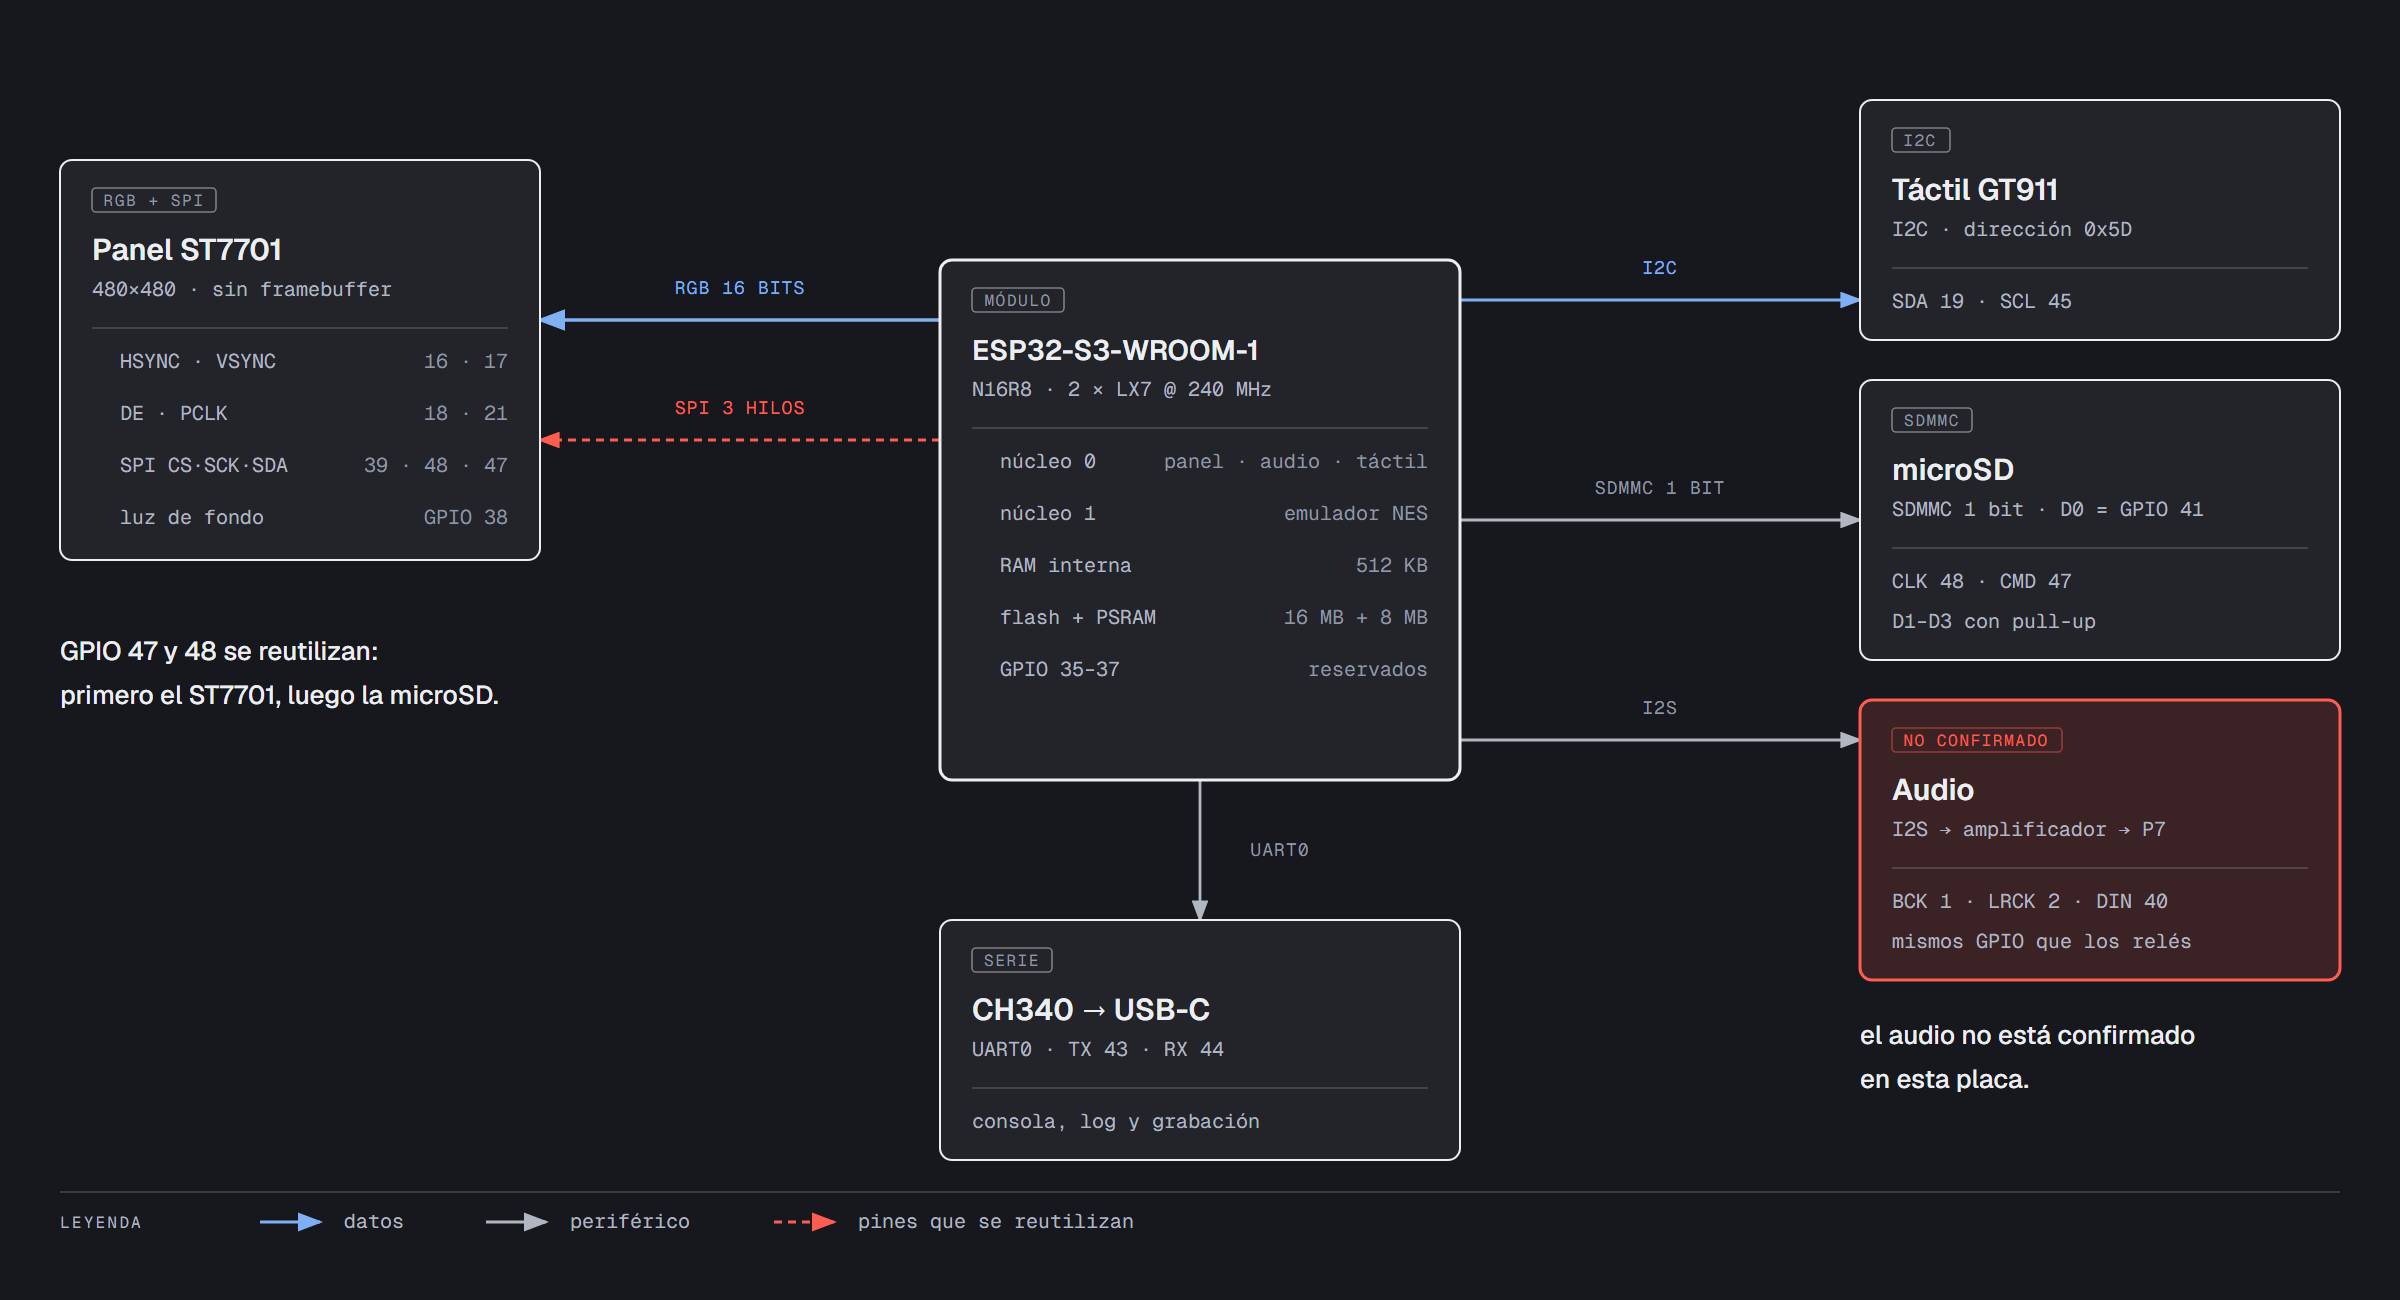 RGB + SPI
Panel ST7701
480×480 · sin framebuffer
HSYNC · VSYNC 16 · 17
DE · PCLK 18 · 21
SPI CS·SCK·SDA 39 · 48 · 47
luz de fondo GPIO 38
GPIO 47 y 48 se reutilizan:
primero el ST7701, luego la microSD.
RGB 16 BITS
SPI 3 HILOS
MÓDULO
ESP32-S3-WROOM-1
N16R8 · 2 × LX7 @ 240 MHz
núcleo 0 panel · audio · táctil
núcleo 1 emulador NES
RAM interna 512 KB
flash + PSRAM 16 MB + 8 MB
GPIO 35-37 reservados
UART0
SERIE
CH340 → USB-C
UART0 · TX 43 · RX 44
consola, log y grabación
I2C
SDMMC 1 BIT
I2S
I2C
Táctil GT911
I2C · dirección 0x5D
SDA 19 · SCL 45
SDMMC
microSD
SDMMC 1 bit · D0 = GPIO 41
CLK 48 · CMD 47
D1-D3 con pull-up
NO CONFIRMADO
Audio
I2S → amplificador → P7
BCK 1 · LRCK 2 · DIN 40
mismos GPIO que los relés
el audio no está confirmado
en esta placa.
LEYENDA datos periférico pines que se reutilizan